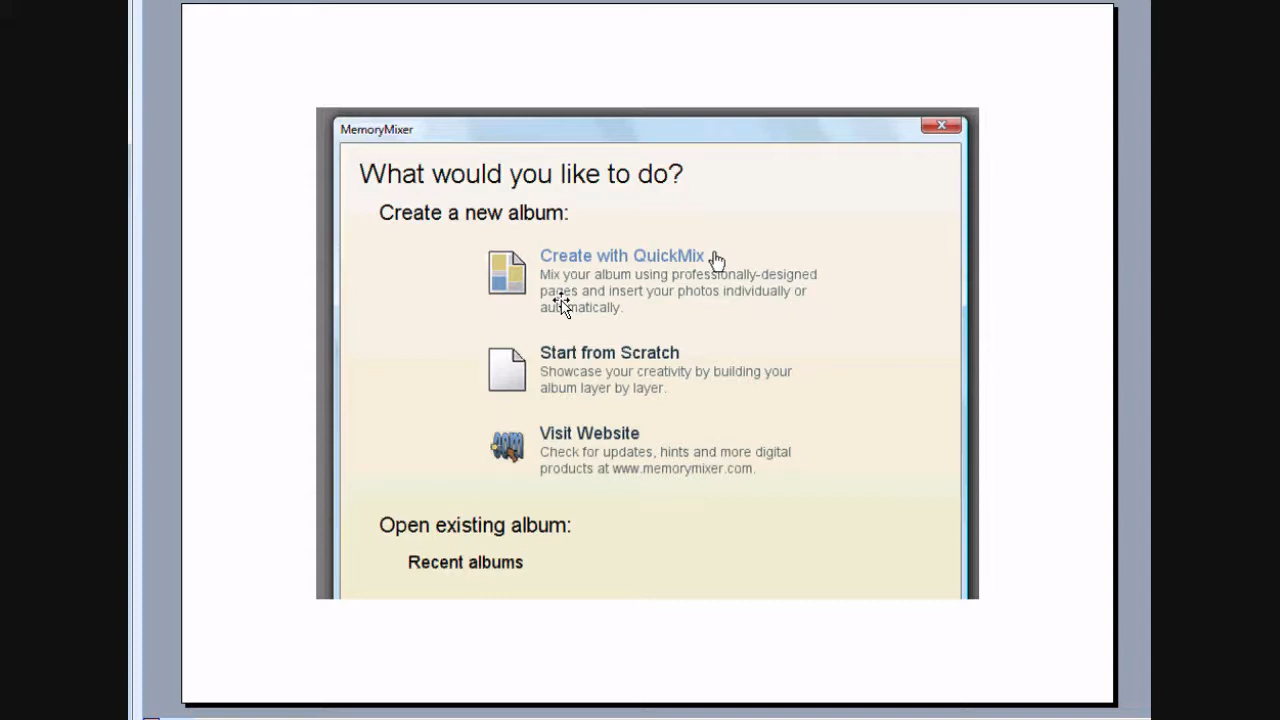 MemoryMixer
What would you like to do?
Create a new album:
Create with QuickMix
Mix your album using professionally-designed
pages and insert your photos individually or
automatically.
Start from Scratch
Showcase your creativity by building your
album layer by layer.
Visit Website
Check for updates, hints and more digital
products at www.memorymixer.com.
Open existing album:
Recent albums